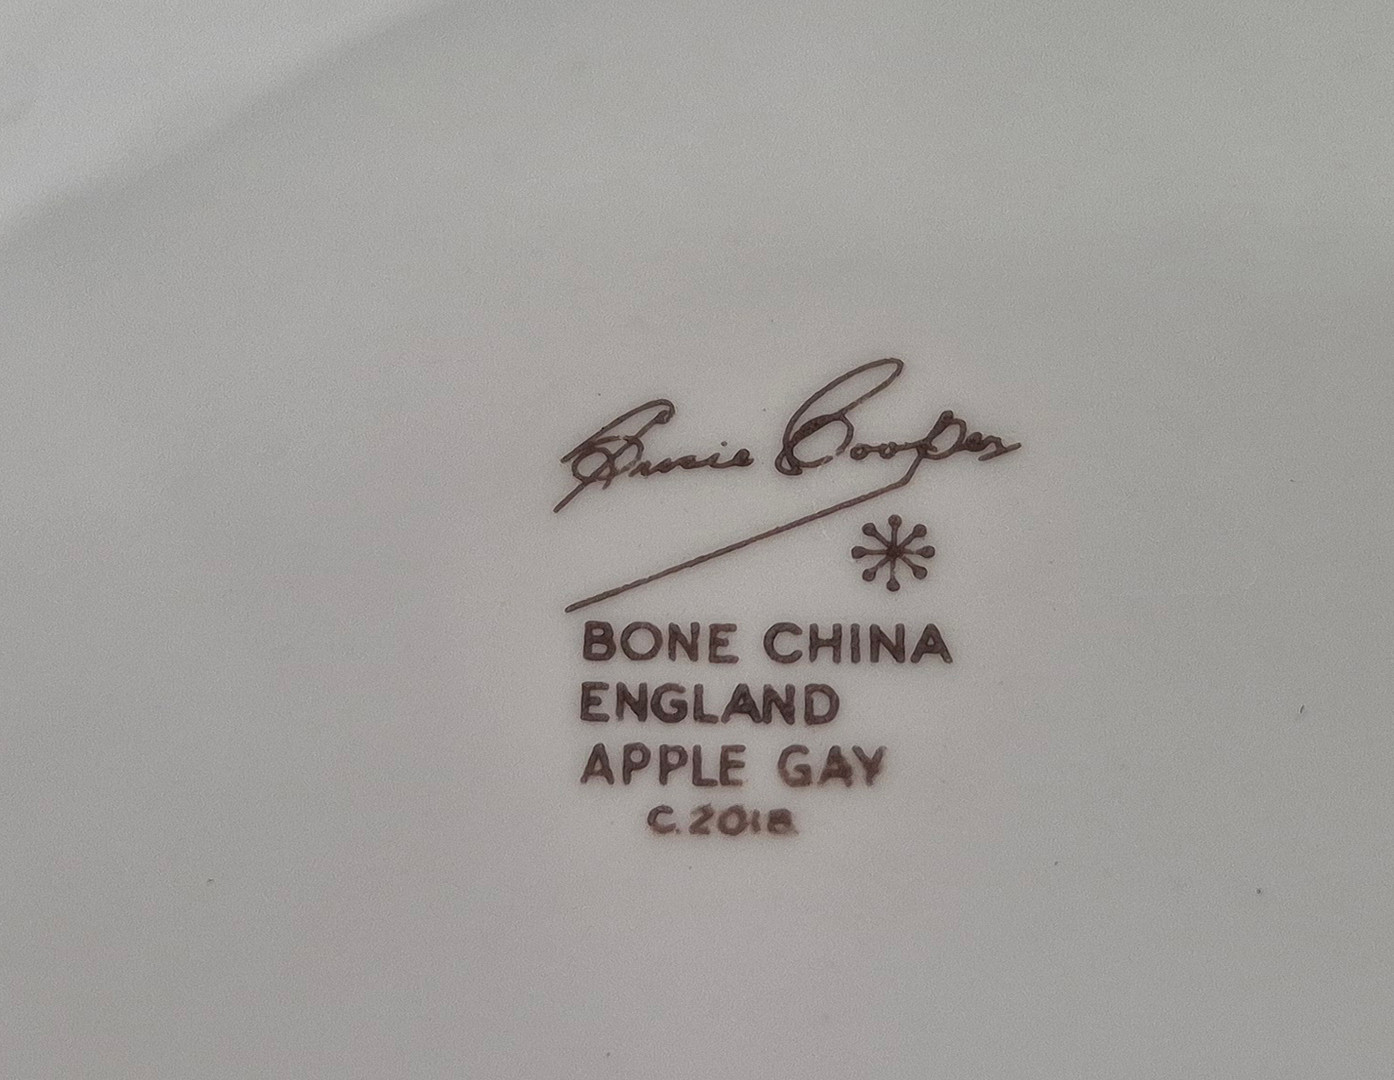 Susie Cooper
BONE CHINA
ENGLAND
APPLE GAY
C.2018